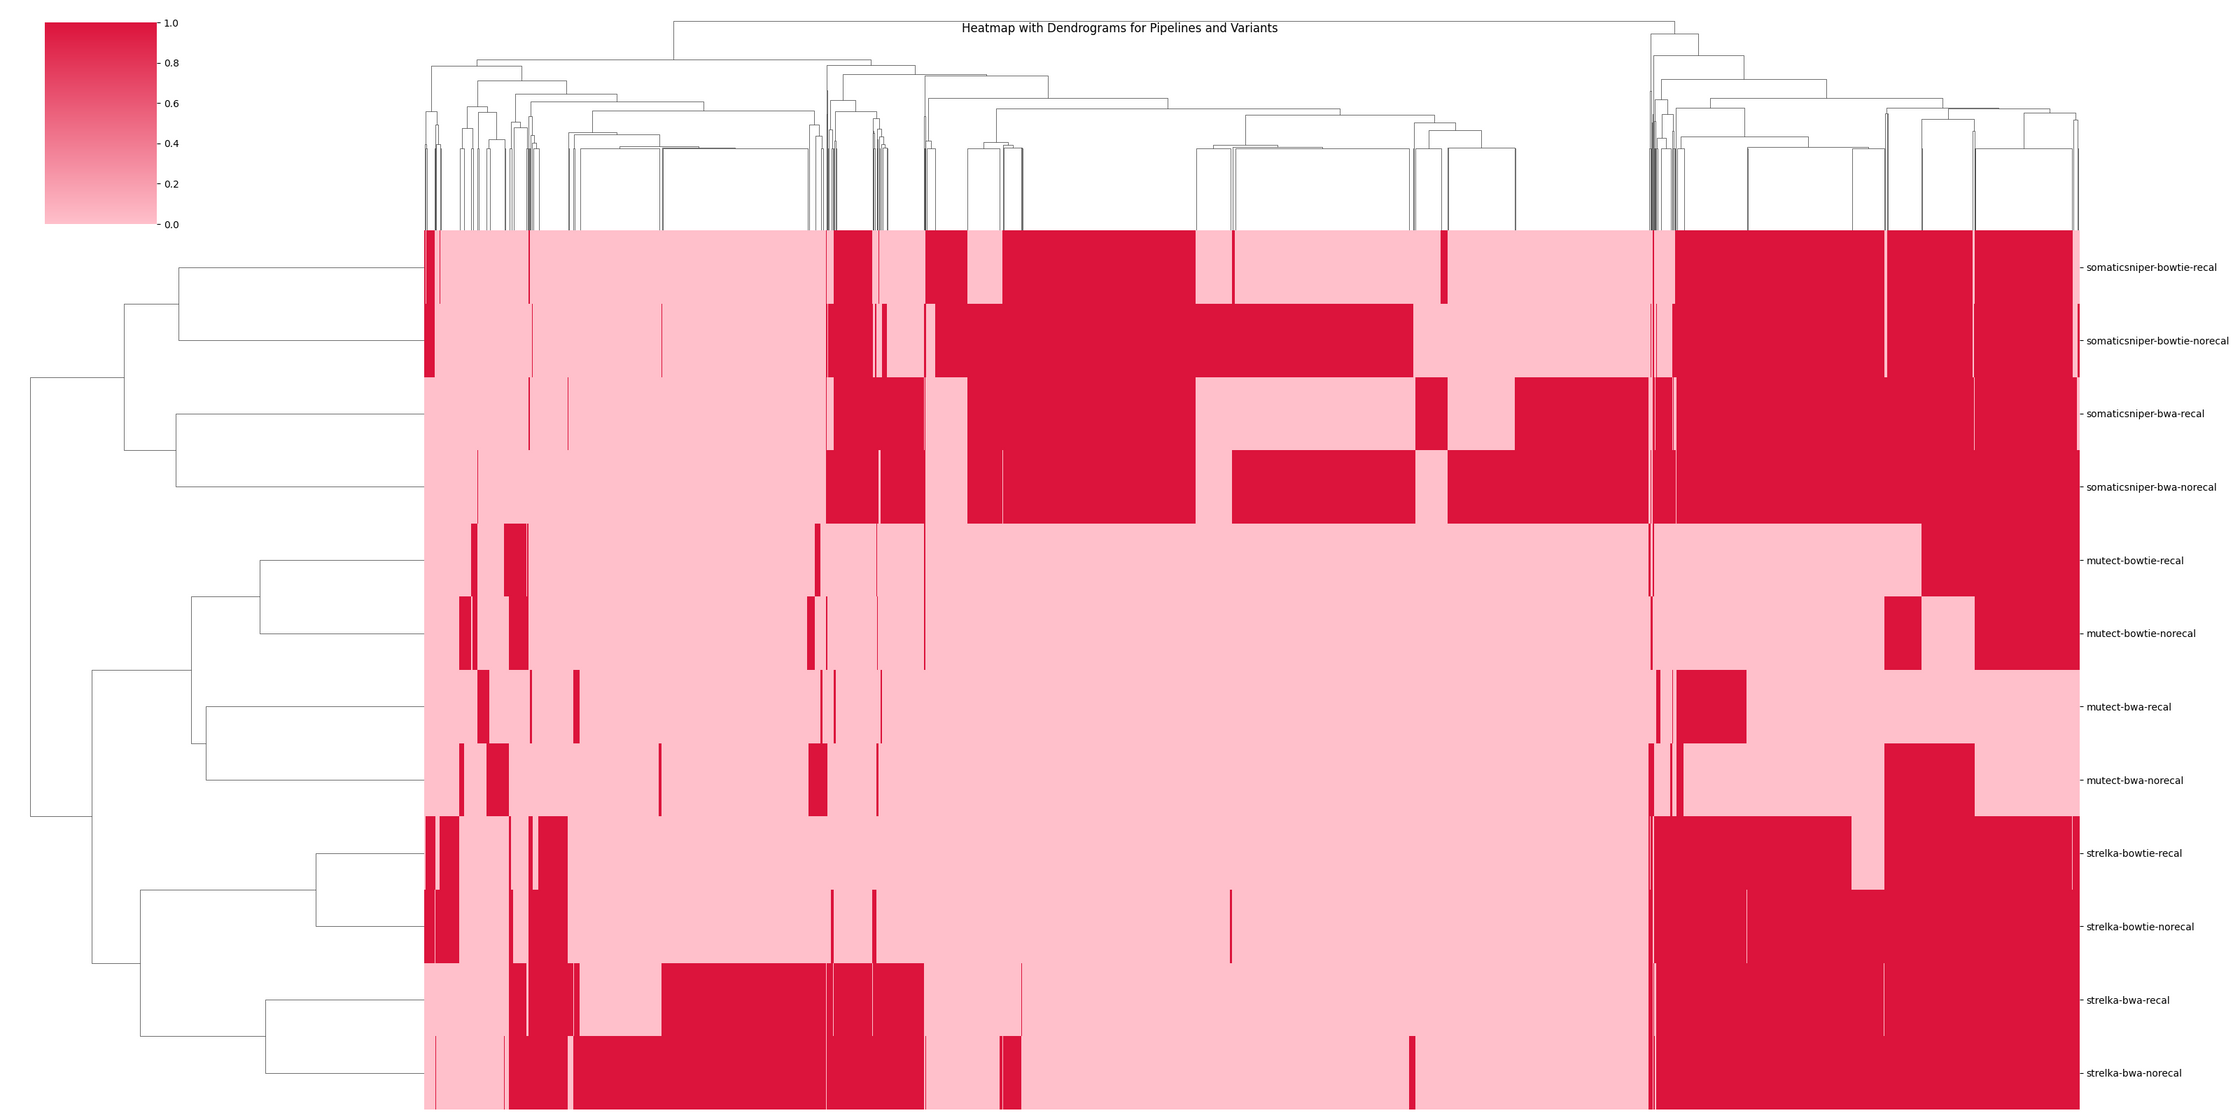 Heatmap with Dendrograms for Pipelines and Variants
1.0
0.8
0.6
0.4
0.2
0.0
somaticsniper-bowtie-recal
somaticsniper-bowtie-norecal
somaticsniper-bwa-recal
somaticsniper-bwa-norecal
mutect-bowtie-recal
mutect-bowtie-norecal
mutect-bwa-recal
mutect-bwa-norecal
strelka-bowtie-recal
strelka-bowtie-norecal
strelka-bwa-recal
strelka-bwa-norecal